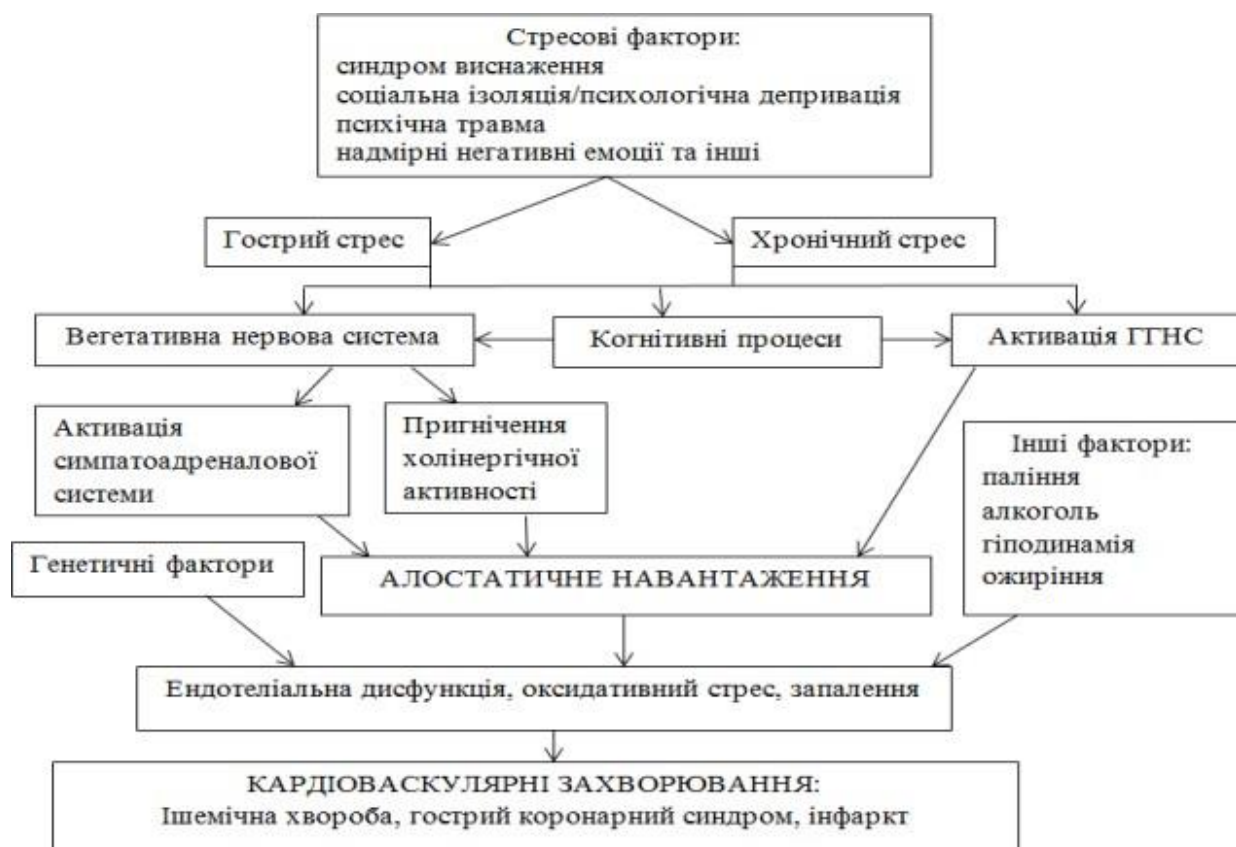 Стресові фактори:
синдром виснаження
соціальна ізоляція/психологічна депривація
психічна травма
надмірні негативні емоції та інші
Гострий стрес
Хронічний стрес
Вегетативна нервова система
Когнітивні процеси
Активація ГГНС
Активація
симпатоадреналової
системи
Пригнічення
холінергічної
активності
Інші фактори:
паління
алкоголь
гіподинамія
ожиріння
Генетичні фактори
АЛОСТАТИЧНЕ НАВАНТАЖЕННЯ
Ендотеліальна дисфункція, оксидативний стрес, запалення
КАРДІОВАСКУЛЯРНІ ЗАХВОРЮВАННЯ:
Ішемічна хвороба, гострий коронарний синдром, інфаркт